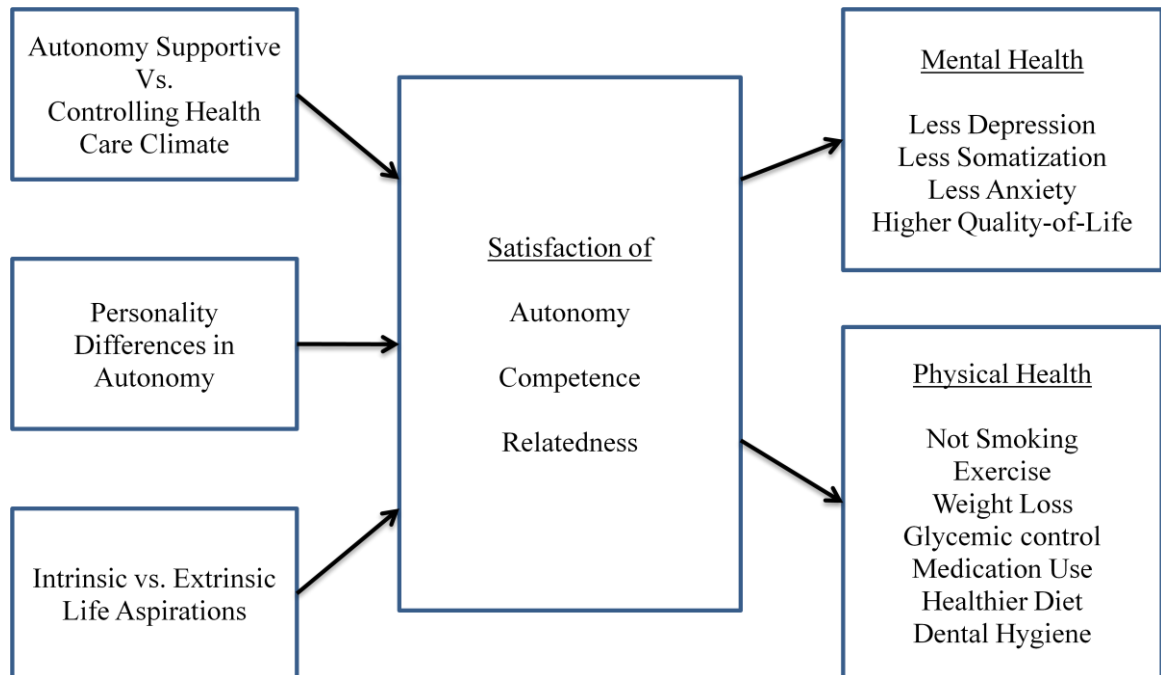 Autonomy Supportive
Vs.
Controlling Health
Care Climate
Personality
Differences in
Autonomy
Intrinsic vs. Extrinsic
Life Aspirations
Satisfaction of
Autonomy
Competence
Relatedness
Mental Health
Less Depression
Less Somatization
Less Anxiety
Higher Quality-of-Life
Physical Health
Not Smoking
Exercise
Weight Loss
Glycemic control
Medication Use
Healthier Diet
Dental Hygiene